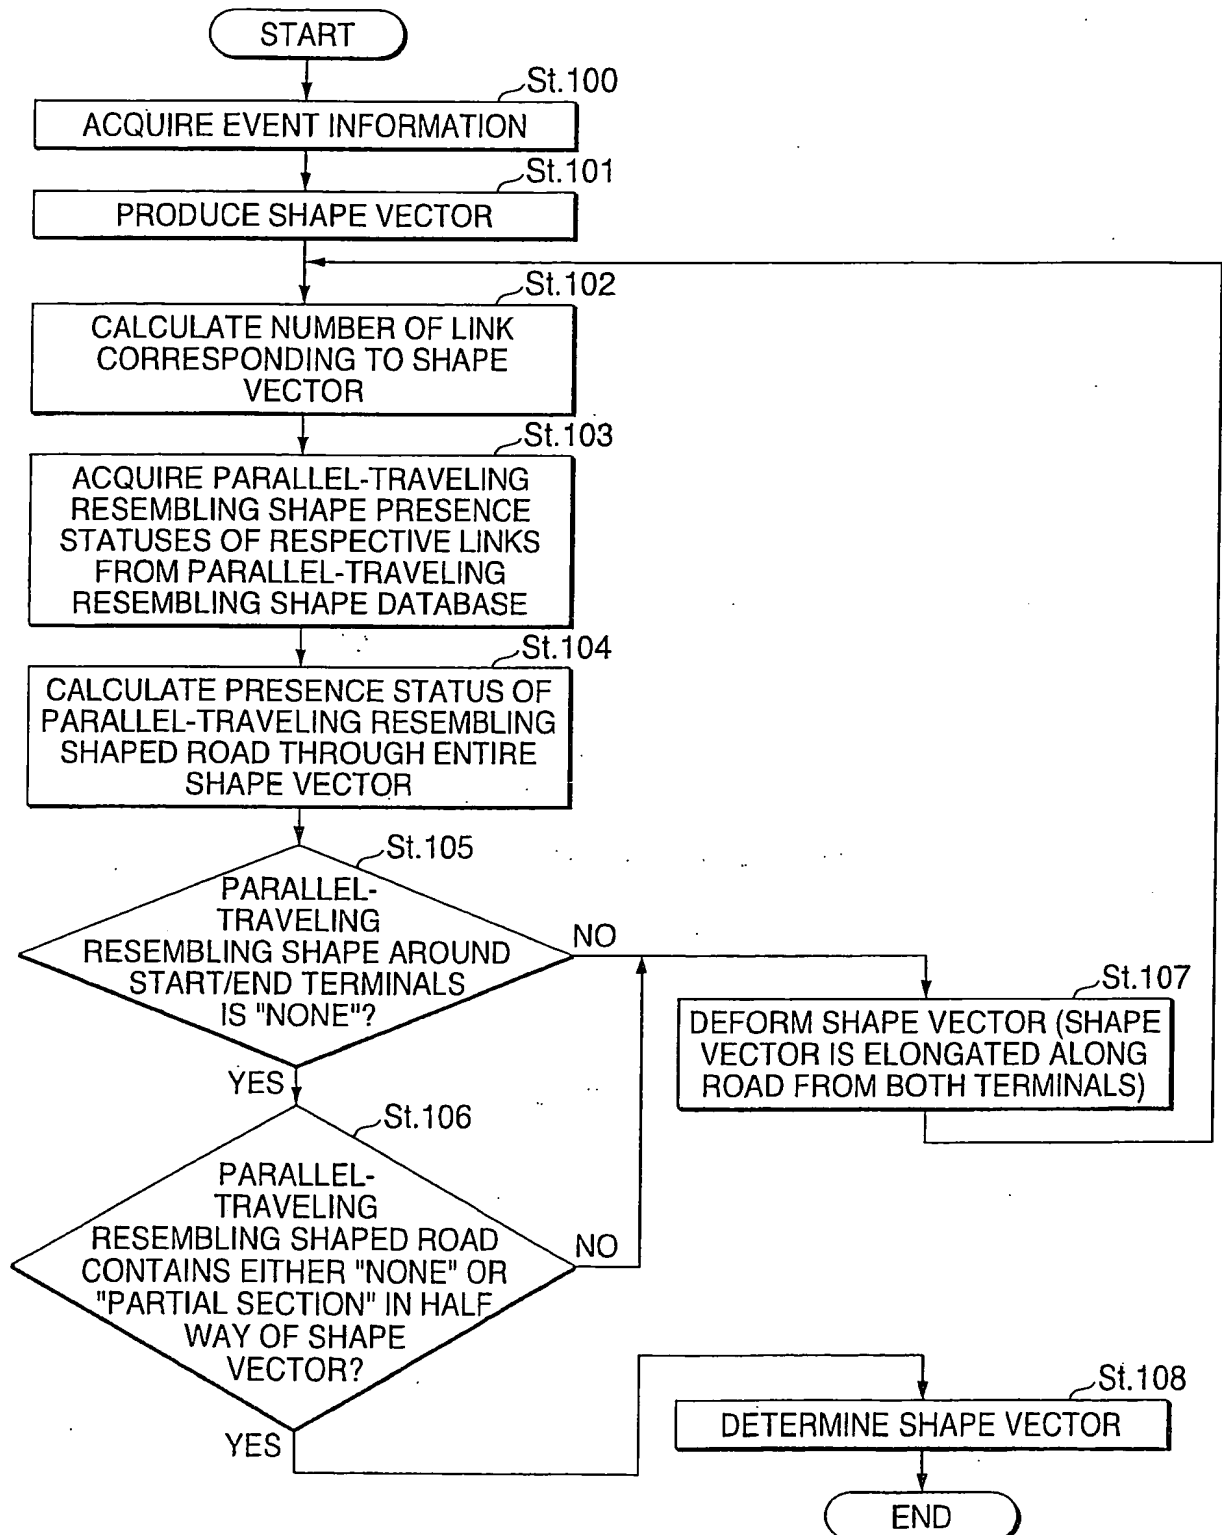 START
St.100
ACQUIRE EVENT INFORMATION
St.101
PRODUCE SHAPE VECTOR
St.102
CALCULATE NUMBER OF LINK
CORRESPONDING TO SHAPE
VECTOR
St.103
ACQUIRE PARALLEL-TRAVELING
RESEMBLING SHAPE PRESENCE
STATUSES OF RESPECTIVE LINKS
FROM PARALLEL-TRAVELING
RESEMBLING SHAPE DATABASE
St.104
CALCULATE PRESENCE STATUS OF
PARALLEL-TRAVELING RESEMBLING
SHAPED ROAD THROUGH ENTIRE
SHAPE VECTOR
St.105
PARALLEL-
TRAVELING
RESEMBLING SHAPE AROUND
START/END TERMINALS
IS "NONE"?
NO
YES
St.107
DEFORM SHAPE VECTOR (SHAPE
VECTOR IS ELONGATED ALONG
ROAD FROM BOTH TERMINALS)
St.106
PARALLEL-
TRAVELING
RESEMBLING SHAPED ROAD
CONTAINS EITHER "NONE" OR
"PARTIAL SECTION" IN HALF
WAY OF SHAPE
VECTOR?
NO
YES
St.108
DETERMINE SHAPE VECTOR
END